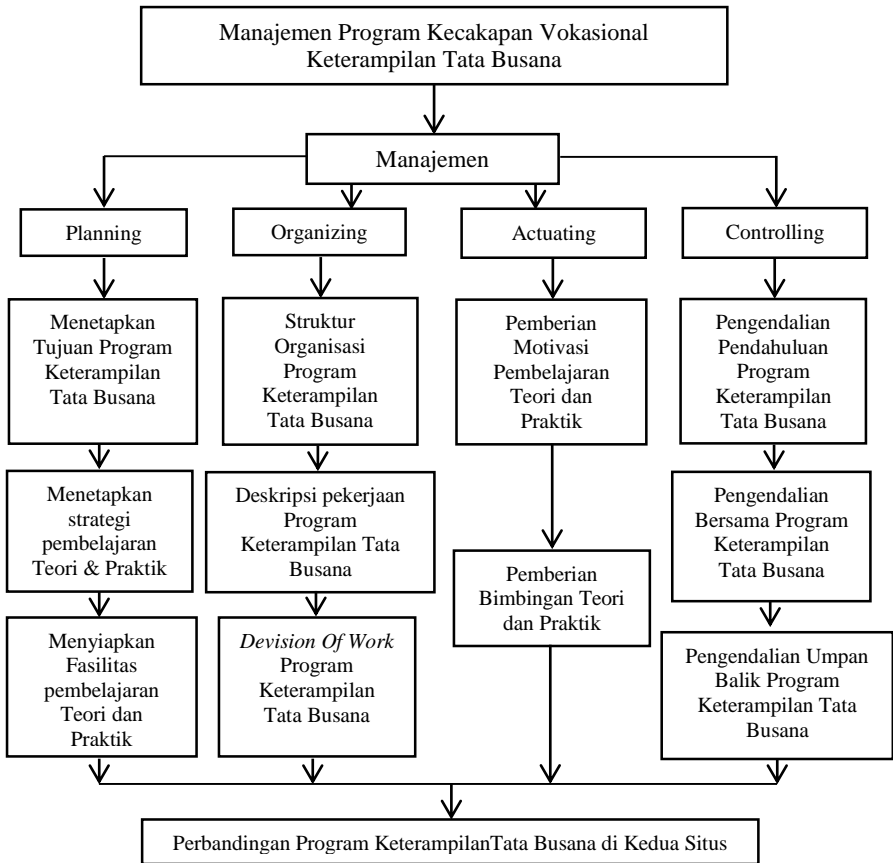 Manajemen Program Kecakapan Vokasional
Keterampilan Tata Busana
Manajemen
Planning
Organizing
Actuating
Controlling
Menetapkan
Tujuan Program
Keterampilan
Tata Busana
Struktur
Organisasi
Program
Keterampilan
Tata Busana
Pemberian
Motivasi
Pembelajaran
Teori dan
Praktik
Pengendalian
Pendahuluan
Program
Keterampilan
Tata Busana
Menetapkan
strategi
pembelajaran
Teori & Praktik
Deskripsi pekerjaan
Program
Keterampilan Tata
Busana
Pemberian
Bimbingan Teori
dan Praktik
Pengendalian
Bersama Program
Keterampilan
Tata Busana
Menyiapkan
Fasilitas
pembelajaran
Teori dan
Praktik
Devision Of Work
Program
Keterampilan
Tata Busana
Pengendalian Umpan
Balik Program
Keterampilan Tata
Busana
Perbandingan Program KeterampilanTata Busana di Kedua Situs